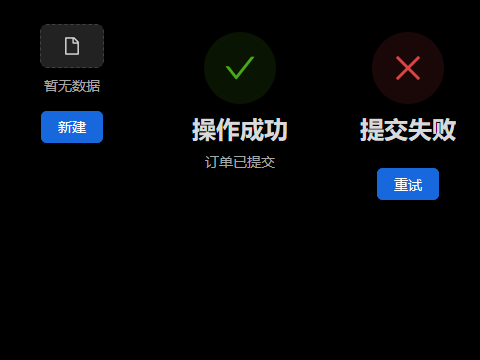 暂无数据
新建
操作成功
订单已提交
提交失败
重试